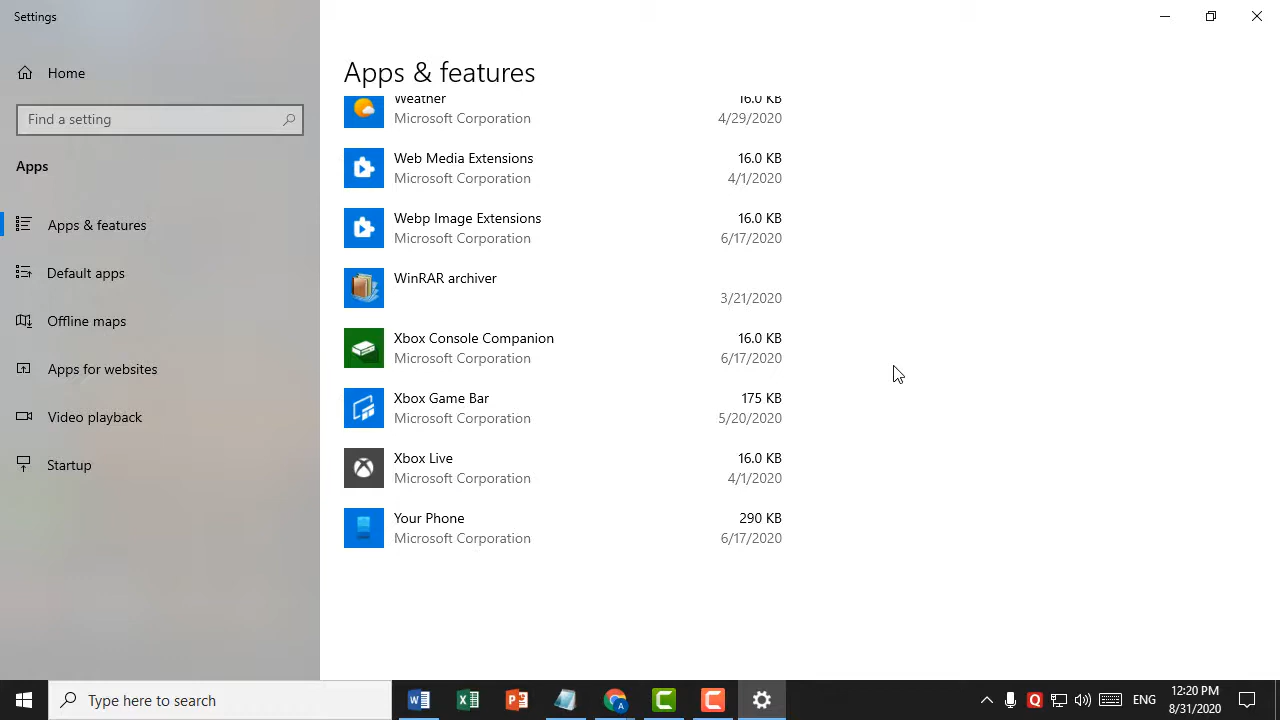 Settings
Home
Find a setting
Apps
Apps & features
Default apps
Offline maps
Apps for websites
Video playback
Startup
Apps & features
Weather 16.0 KB
Microsoft Corporation 4/29/2020
Web Media Extensions 16.0 KB
Microsoft Corporation 4/1/2020
Webp Image Extensions 16.0 KB
Microsoft Corporation 6/17/2020
WinRAR archiver
3/21/2020
Xbox Console Companion 16.0 KB
Microsoft Corporation 6/17/2020
Xbox Game Bar 175 KB
Microsoft Corporation 5/20/2020
Xbox Live 16.0 KB
Microsoft Corporation 4/1/2020
Your Phone 290 KB
Microsoft Corporation 6/17/2020
Type here to search
ENG
12:20 PM
8/31/2020